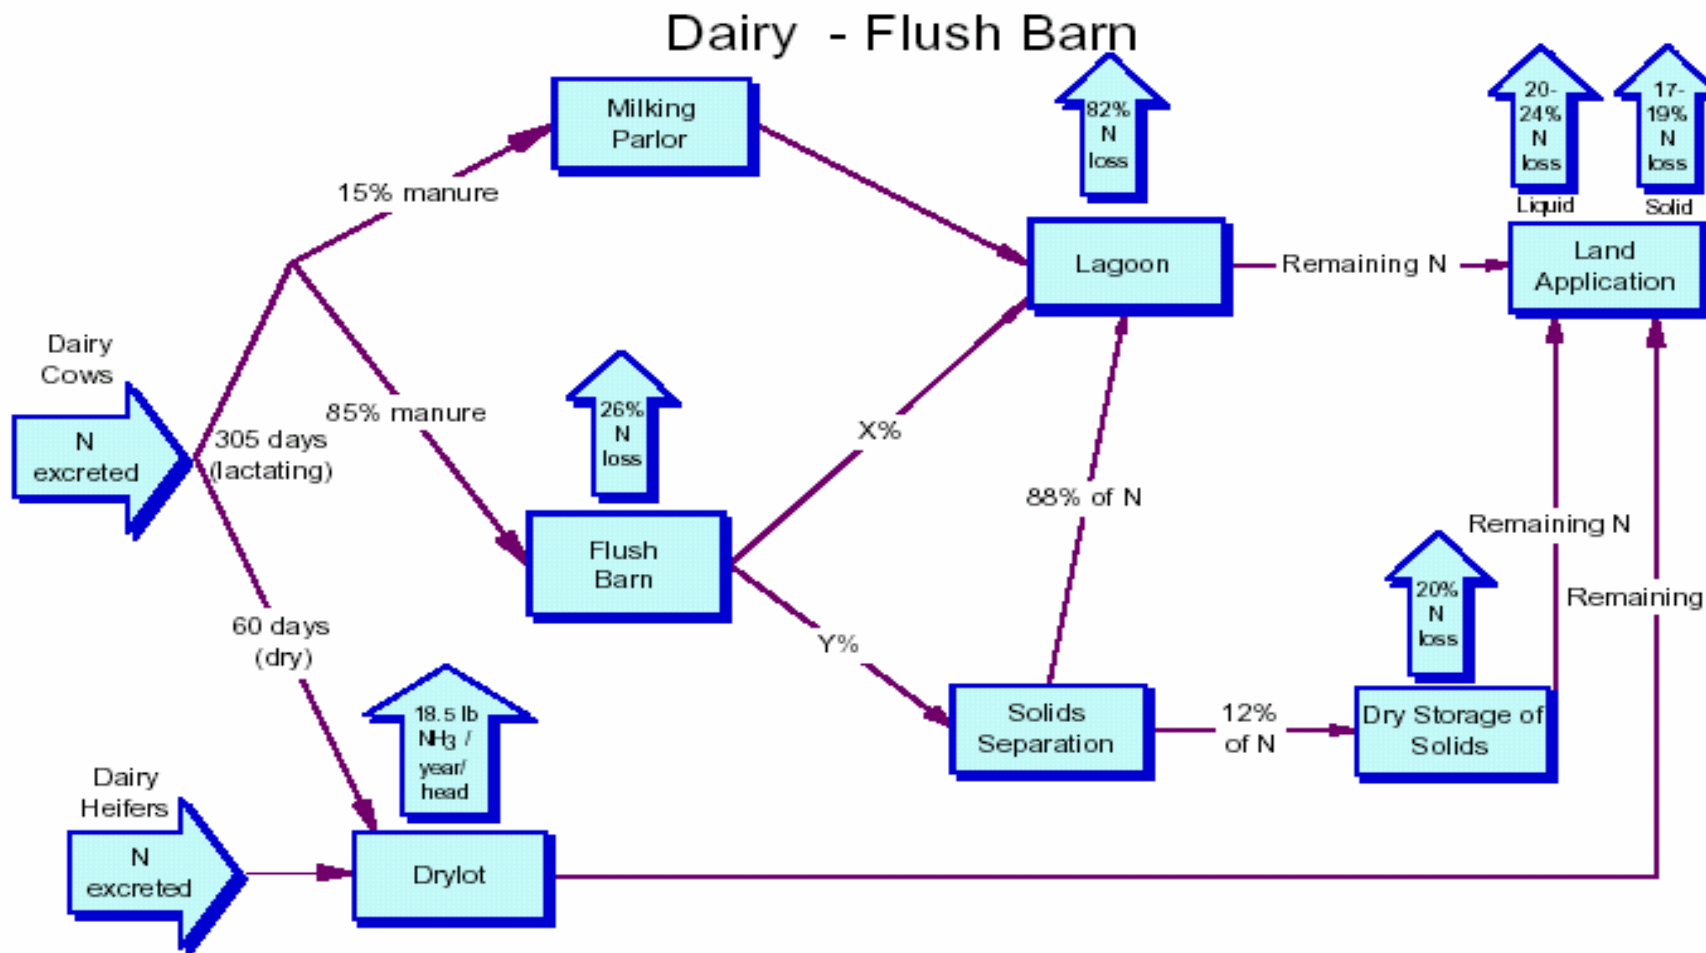 Dairy - Flush Barn
Milking
Parlor
82%
N
loss
20-
24%
N
loss
Liquid
17-
19%
N
loss
Solid
15% manure
Lagoon
Remaining N
Land
Application
Dairy
Cows
N
excreted
305 days
(lactating)
85% manure
26%
N
loss
X%
Flush
Barn
88% of N
Remaining N
Remaining
20%
N
loss
60 days
(dry)
Y%
18.5 lb
NH3 /
year/
head
Solids
Separation
12%
of N
Dry Storage of
Solids
Dairy
Heifers
N
excreted
Drylot